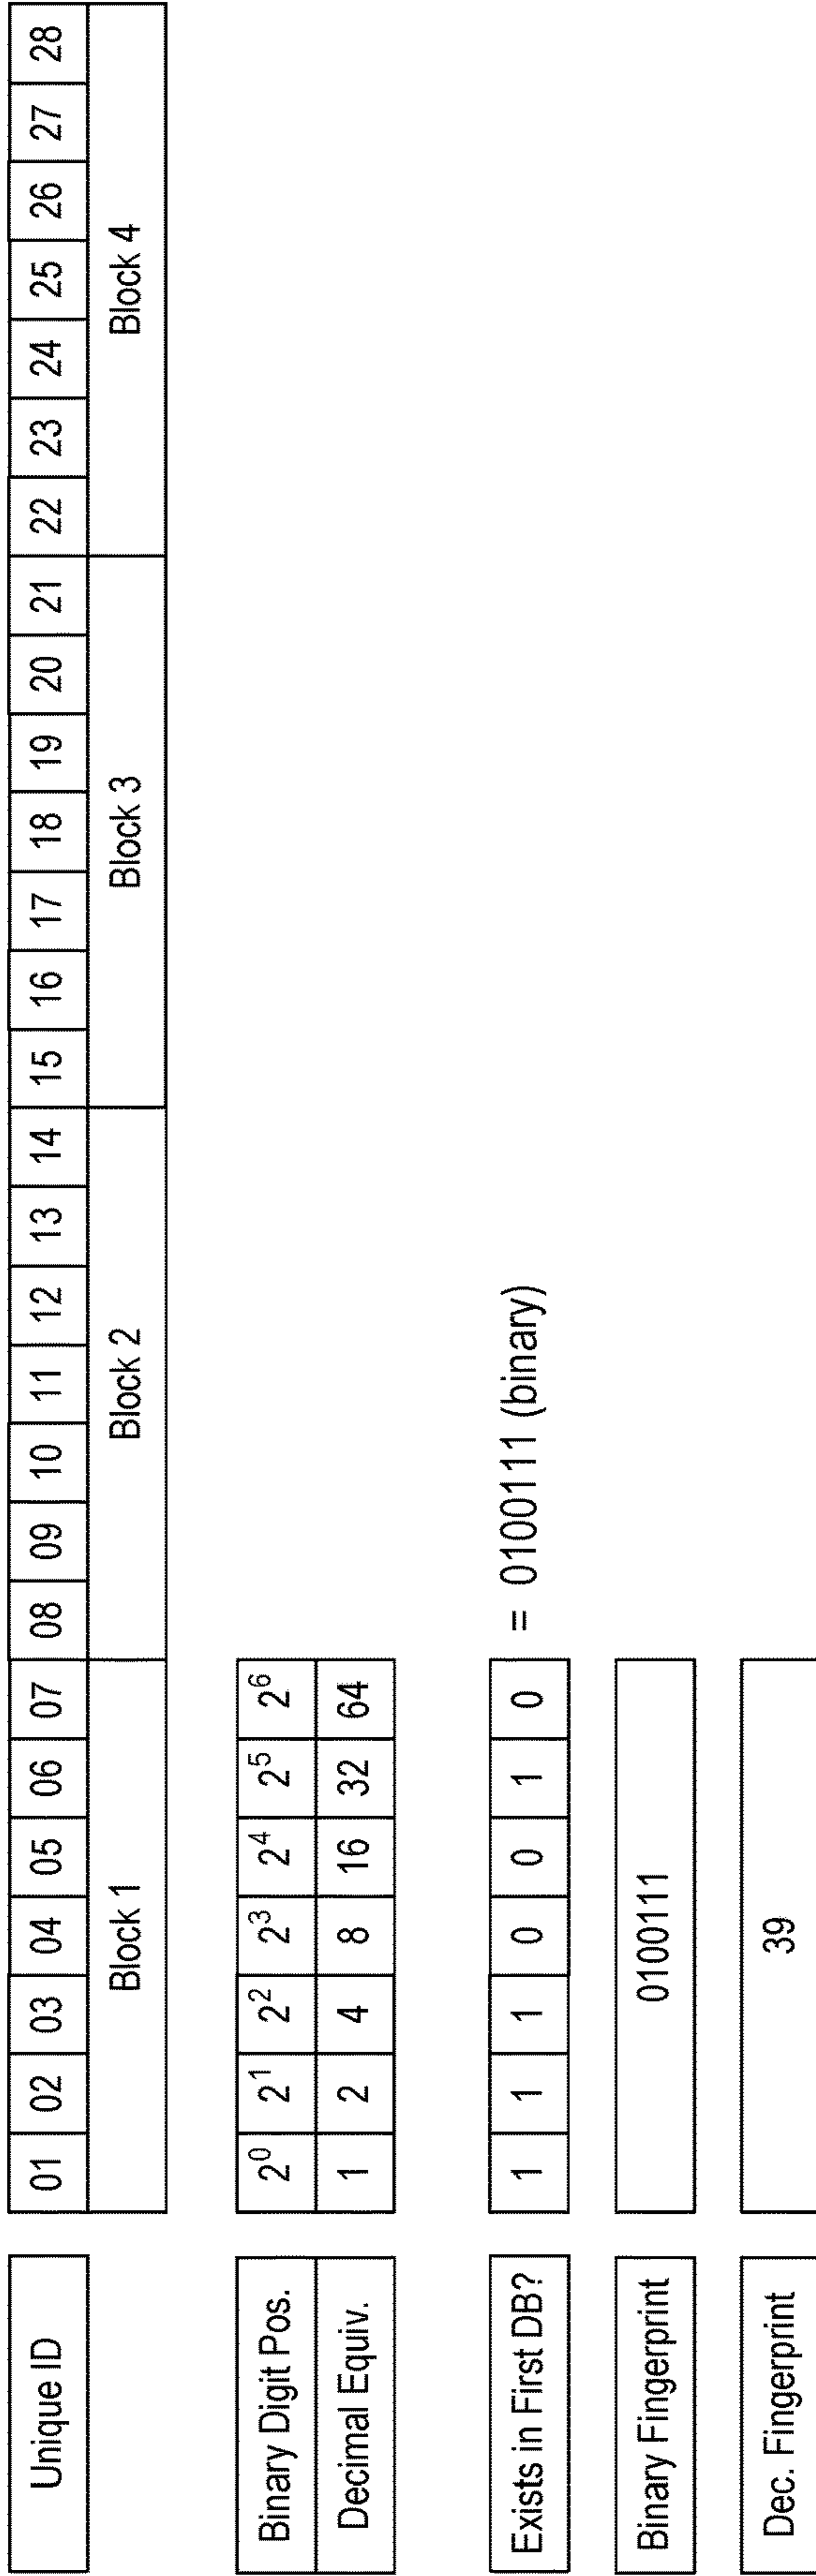 Unique ID 01 02 03 04 05 06 07 08 09 10 11 12 13 14 15 16 17 18 19 20 21 22 23 24 25 26 27 28
Block 1 Block 2 Block 3 Block 4
Binary Digit Pos. 2⁰ 2¹ 2² 2³ 2⁴ 2⁵ 2⁶
Decimal Equiv. 1 2 4 8 16 32 64
Exists in First DB? 1 1 1 0 0 1 0 = 0100111 (binary)
Binary Fingerprint 0100111
Dec. Fingerprint 39